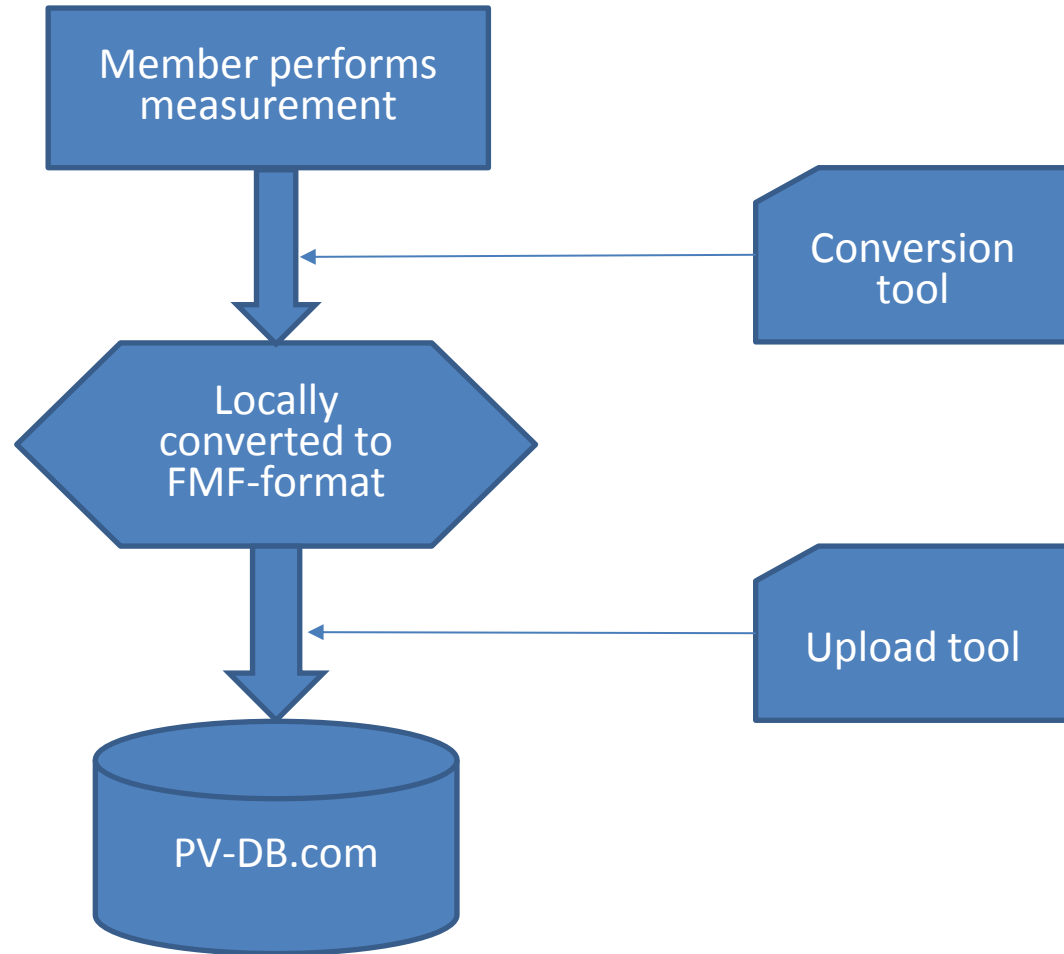 Member performs
measurement
Conversion
tool
Locally
converted to
FMF-format
Upload tool
PV-DB.com